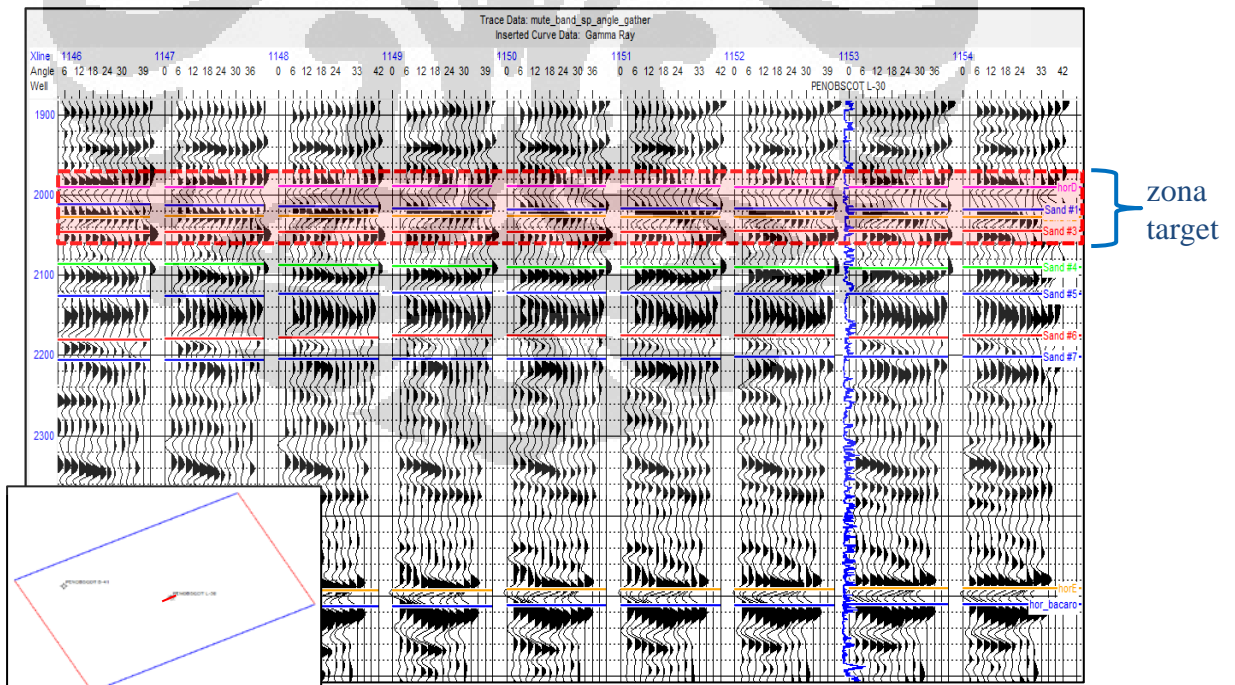 Trace Data: mute_band_sp_angle_gather
Inserted Curve Data: Gamma Ray
Xline 1146 1147 1148 1149 1150 1151 1152 1153 1154
Angle 6 12 18 24 30 39 0 6 12 18 24 30 36 0 6 12 18 24 33 42 0 6 12 18 24 30 39 0 6 12 18 24 30 36 0 6 12 18 24 33 42 0 6 12 18 24 30 39 0 6 12 18 24 30 36 0 6 12 18 24 33 42
Well PENOBSCOT L-30
1900
2000
horD
Sand #1
Sand #3
zona
target
Sand #4
2100
Sand #5
Sand #6
2200
Sand #7
2300
horE
hor_bacaro
PENOBSCOT B-41
PENOBSCOT L-30